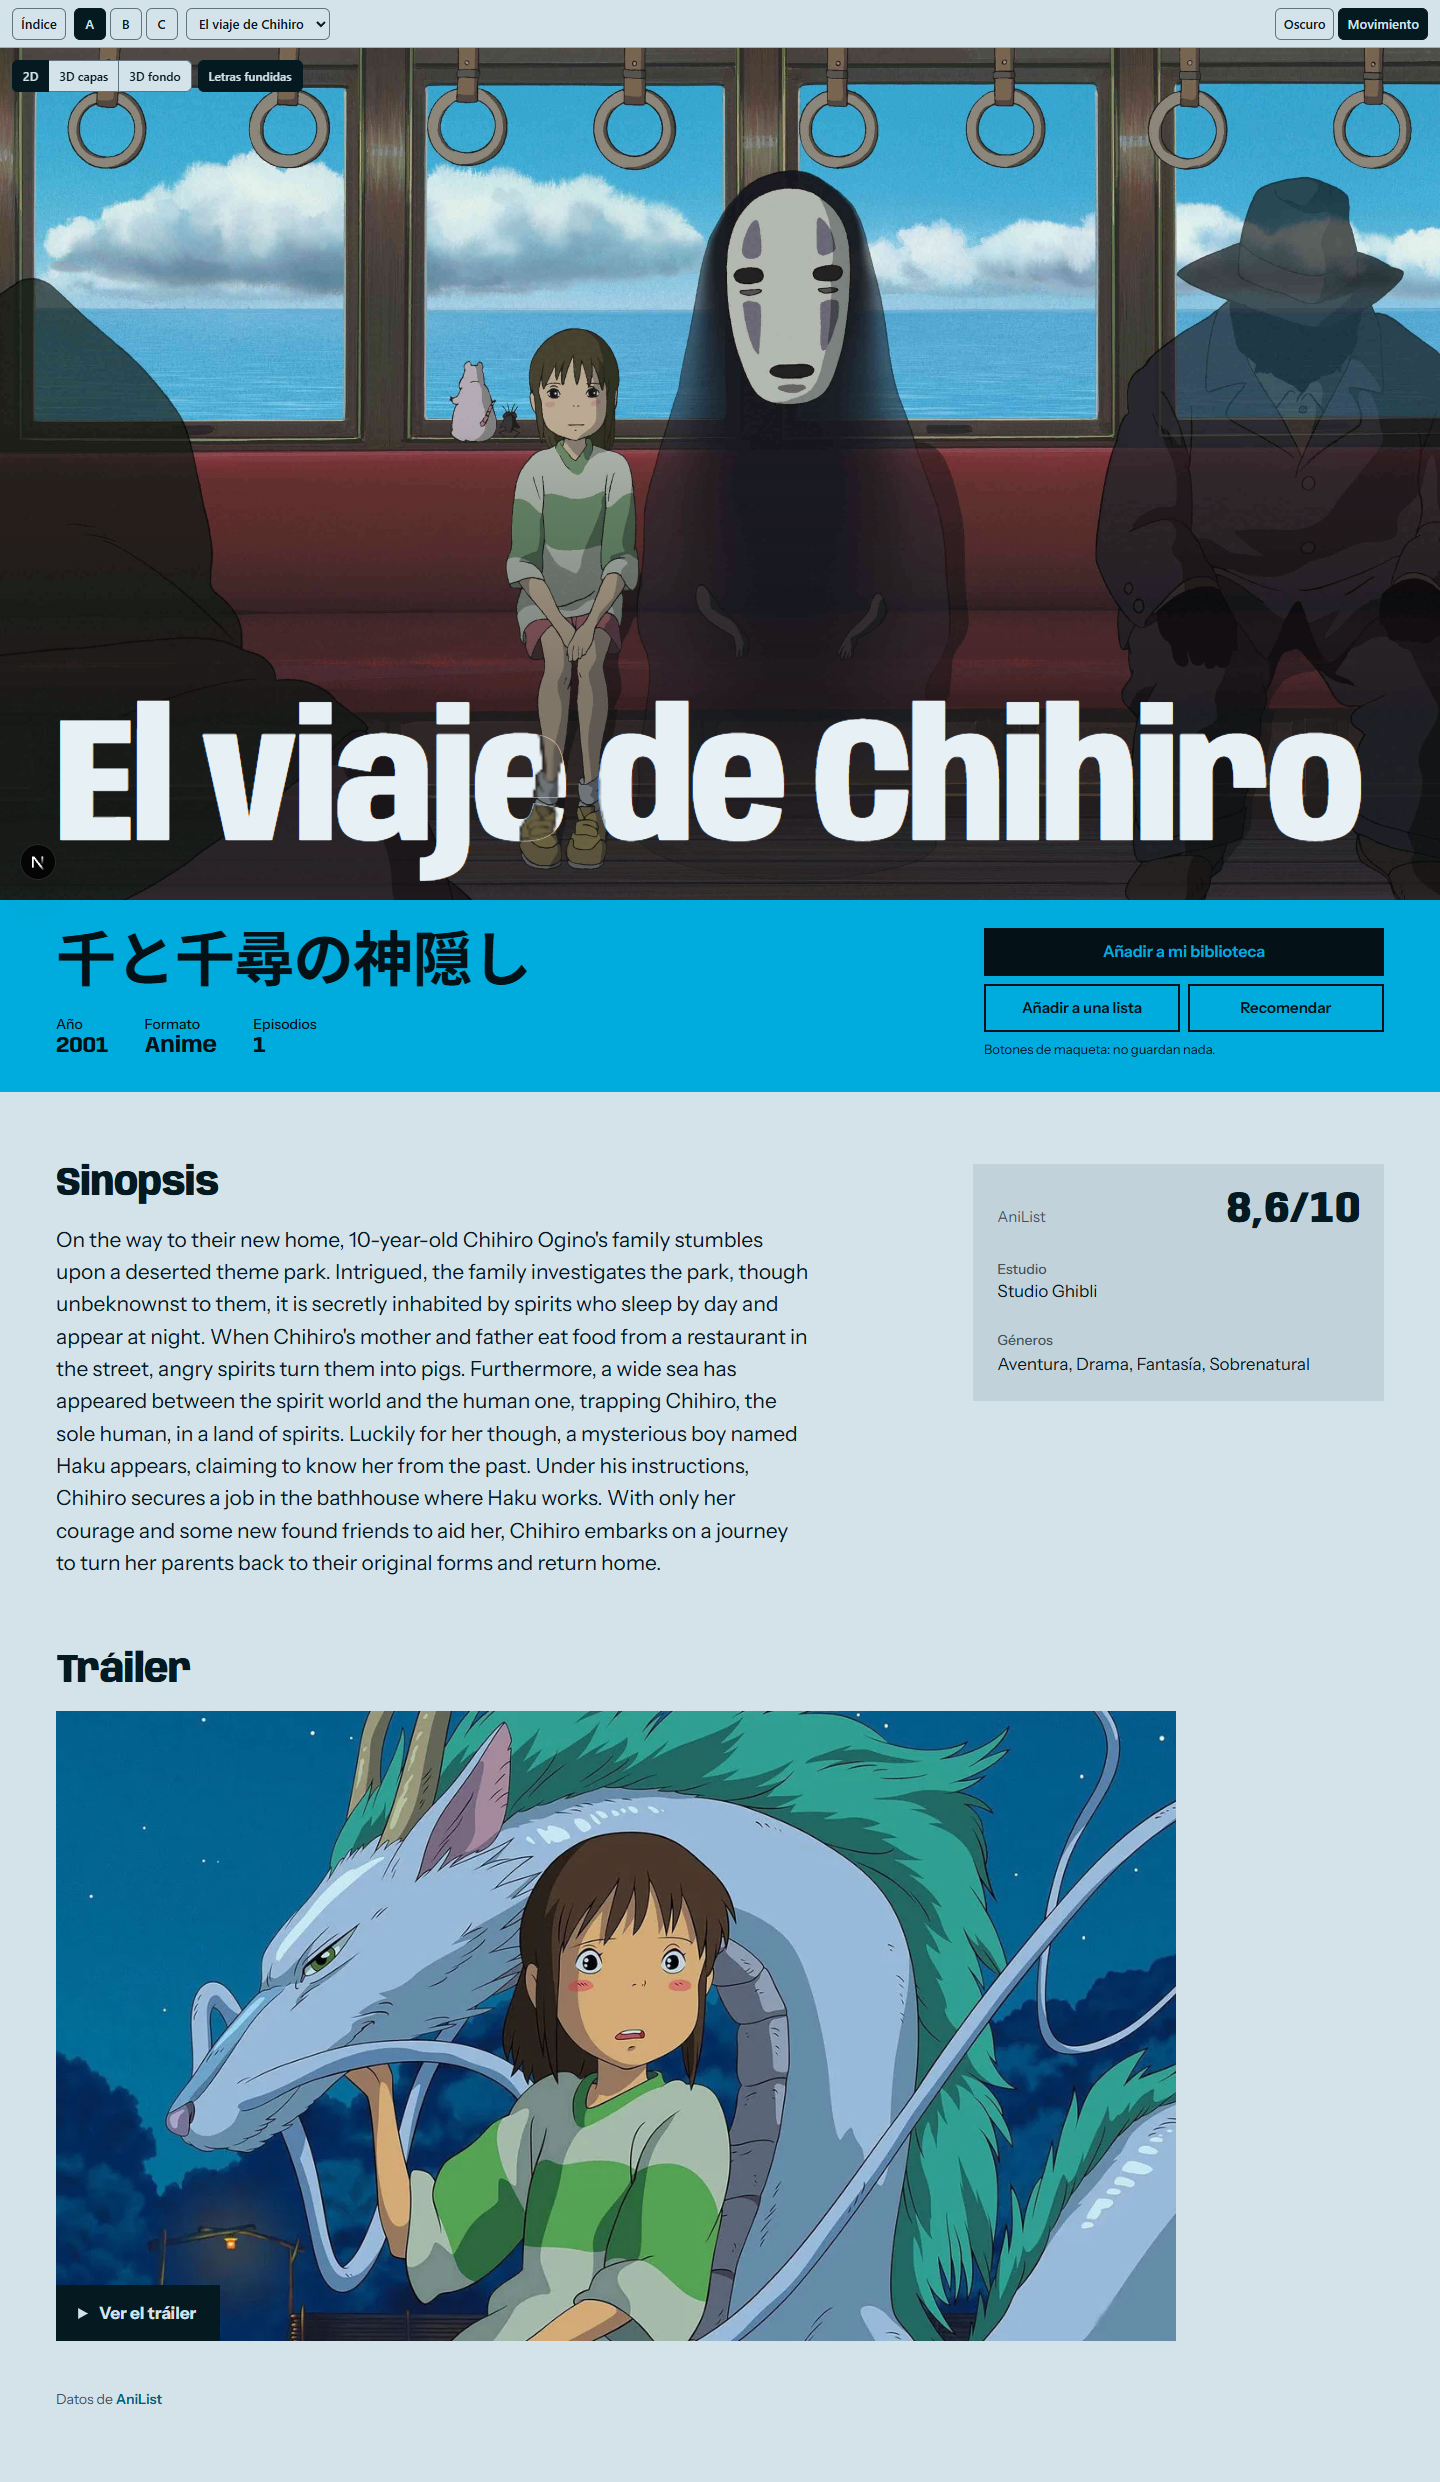 Índice A B C El viaje de Chihiro Oscuro Movimiento
2D 3D capas 3D fondo Letras fundidas
El viaje de Chihiro
N
千と千尋の神隠し
Año Formato Episodios
2001 Anime 1
Añadir a mi biblioteca
Añadir a una lista Recomendar
Botones de maqueta: no guardan nada.
Sinopsis
On the way to their new home, 10-year-old Chihiro Ogino's family stumbles
upon a deserted theme park. Intrigued, the family investigates the park, though
unbeknownst to them, it is secretly inhabited by spirits who sleep by day and
appear at night. When Chihiro's mother and father eat food from a restaurant in
the street, angry spirits turn them into pigs. Furthermore, a wide sea has
appeared between the spirit world and the human one, trapping Chihiro, the
sole human, in a land of spirits. Luckily for her though, a mysterious boy named
Haku appears, claiming to know her from the past. Under his instructions,
Chihiro secures a job in the bathhouse where Haku works. With only her
courage and some new found friends to aid her, Chihiro embarks on a journey
to turn her parents back to their original forms and return home.
AniList 8,6/10
Estudio
Studio Ghibli
Géneros
Aventura, Drama, Fantasía, Sobrenatural
Tráiler
Ver el tráiler
Datos de AniList